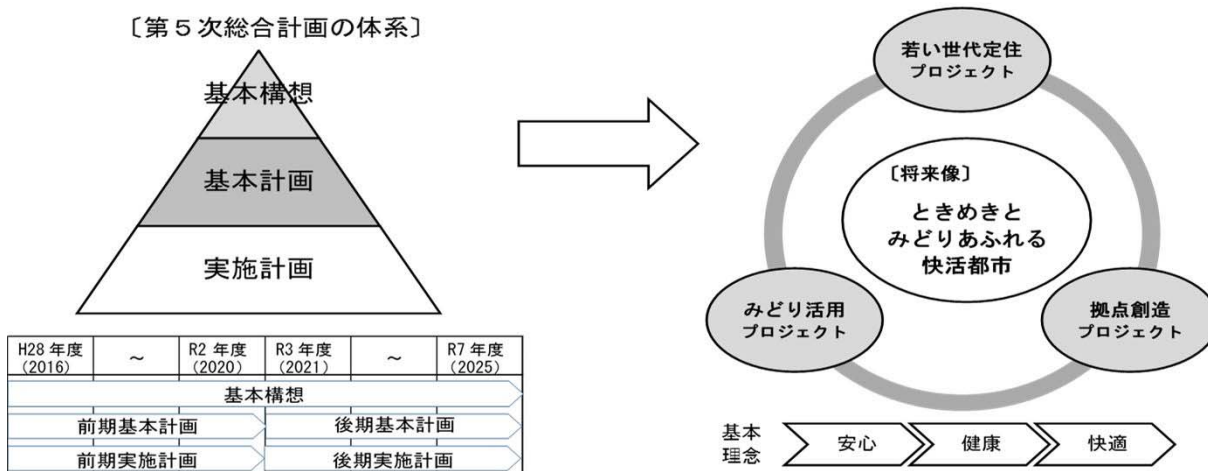 〔第5次総合計画の体系〕
基本構想
基本計画
実施計画
H28 年度 ～ R2 年度 R3 年度 ～ R7 年度
(2016) (2020) (2021) (2025)
基本構想
前期基本計画 後期基本計画
前期実施計画 後期実施計画
若い世代定住
プロジェクト
〔将来像〕
ときめきと
みどりあふれる
快活都市
みどり活用
プロジェクト
拠点創造
プロジェクト
基本
理念
安心 健康 快適